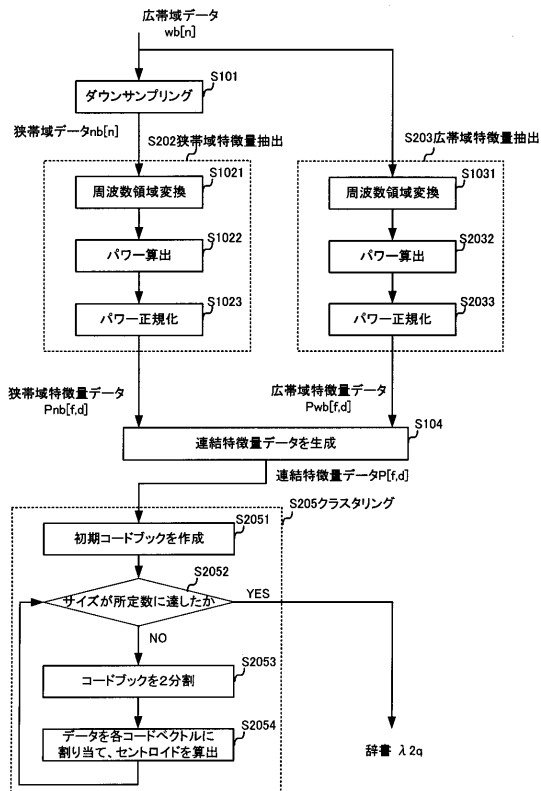 広帯域データ
wb[n]
S101
ダウンサンプリング
狭帯域データnb[n]
S202狭帯域特徴量抽出
S203広帯域特徴量抽出
S1021
周波数領域変換
S1031
周波数領域変換
S1022
パワー算出
S2032
パワー算出
S1023
パワー正規化
S2033
パワー正規化
狭帯域特徴量データ
Pnb[f,d]
広帯域特徴量データ
Pwb[f,d]
S104
連結特徴量データを生成
連結特徴量データP[f,d]
S205クラスタリング
S2051
初期コードブックを作成
S2052
サイズが所定数に達したか
YES
NO
S2053
コードブックを2分割
S2054
データを各コードベクトルに
割り当て、セントロイドを算出
辞書 λ2q